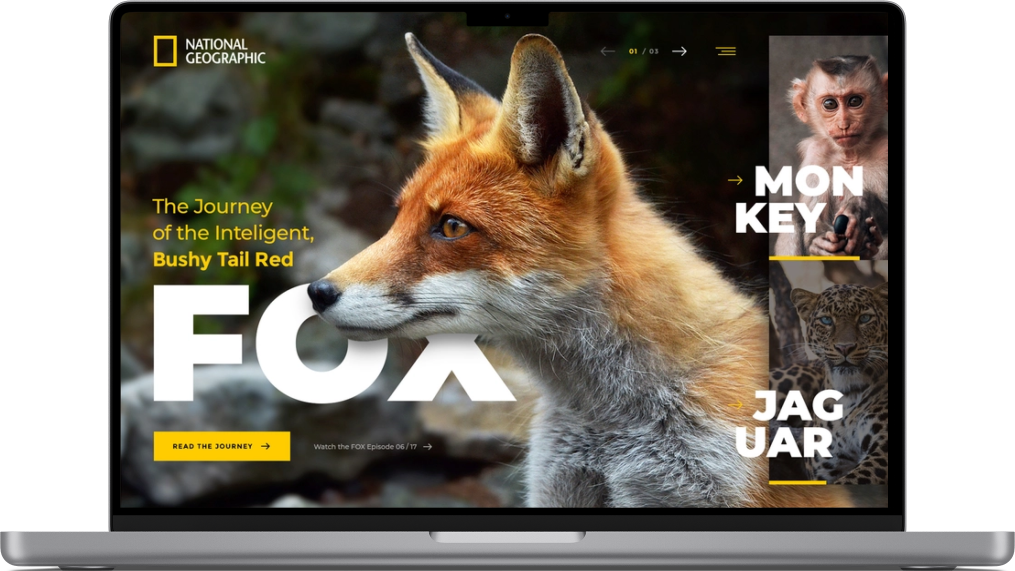 NATIONAL
GEOGRAPHIC
01 / 03
The Journey
of the Inteligent,
Bushy Tail Red
FOX
READ THE JOURNEY
Watch the FOX Episode 06 / 17
MON
KEY
JAG
UAR